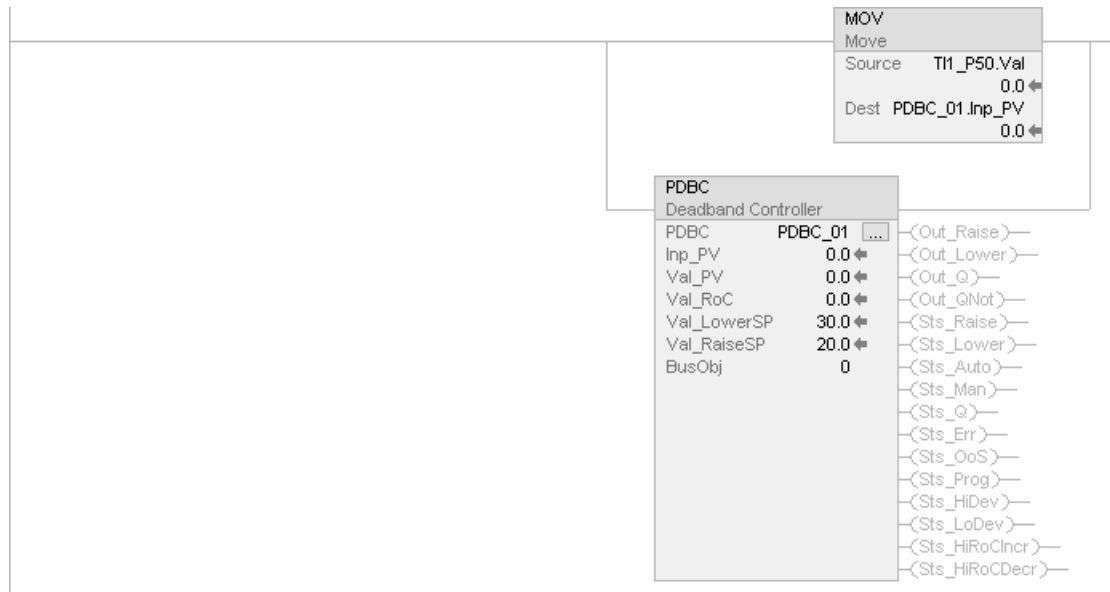 MOV
Move
Source TI1_P50.Val
0.0
Dest PDBC_01.Inp_PV
0.0
PDBC
Deadband Controller
PDBC PDBC_01 ...
Inp_PV 0.0
Val_PV 0.0
Val_RoC 0.0
Val_LowerSP 30.0
Val_RaiseSP 20.0
BusObj 0
(Out_Raise)
(Out_Lower)
(Out_Q)
(Out_QNot)
(Sts_Raise)
(Sts_Lower)
(Sts_Auto)
(Sts_Man)
(Sts_Q)
(Sts_Err)
(Sts_OoS)
(Sts_Prog)
(Sts_HiDev)
(Sts_LoDev)
(Sts_HiRoCIncr)
(Sts_HiRoCDecr)